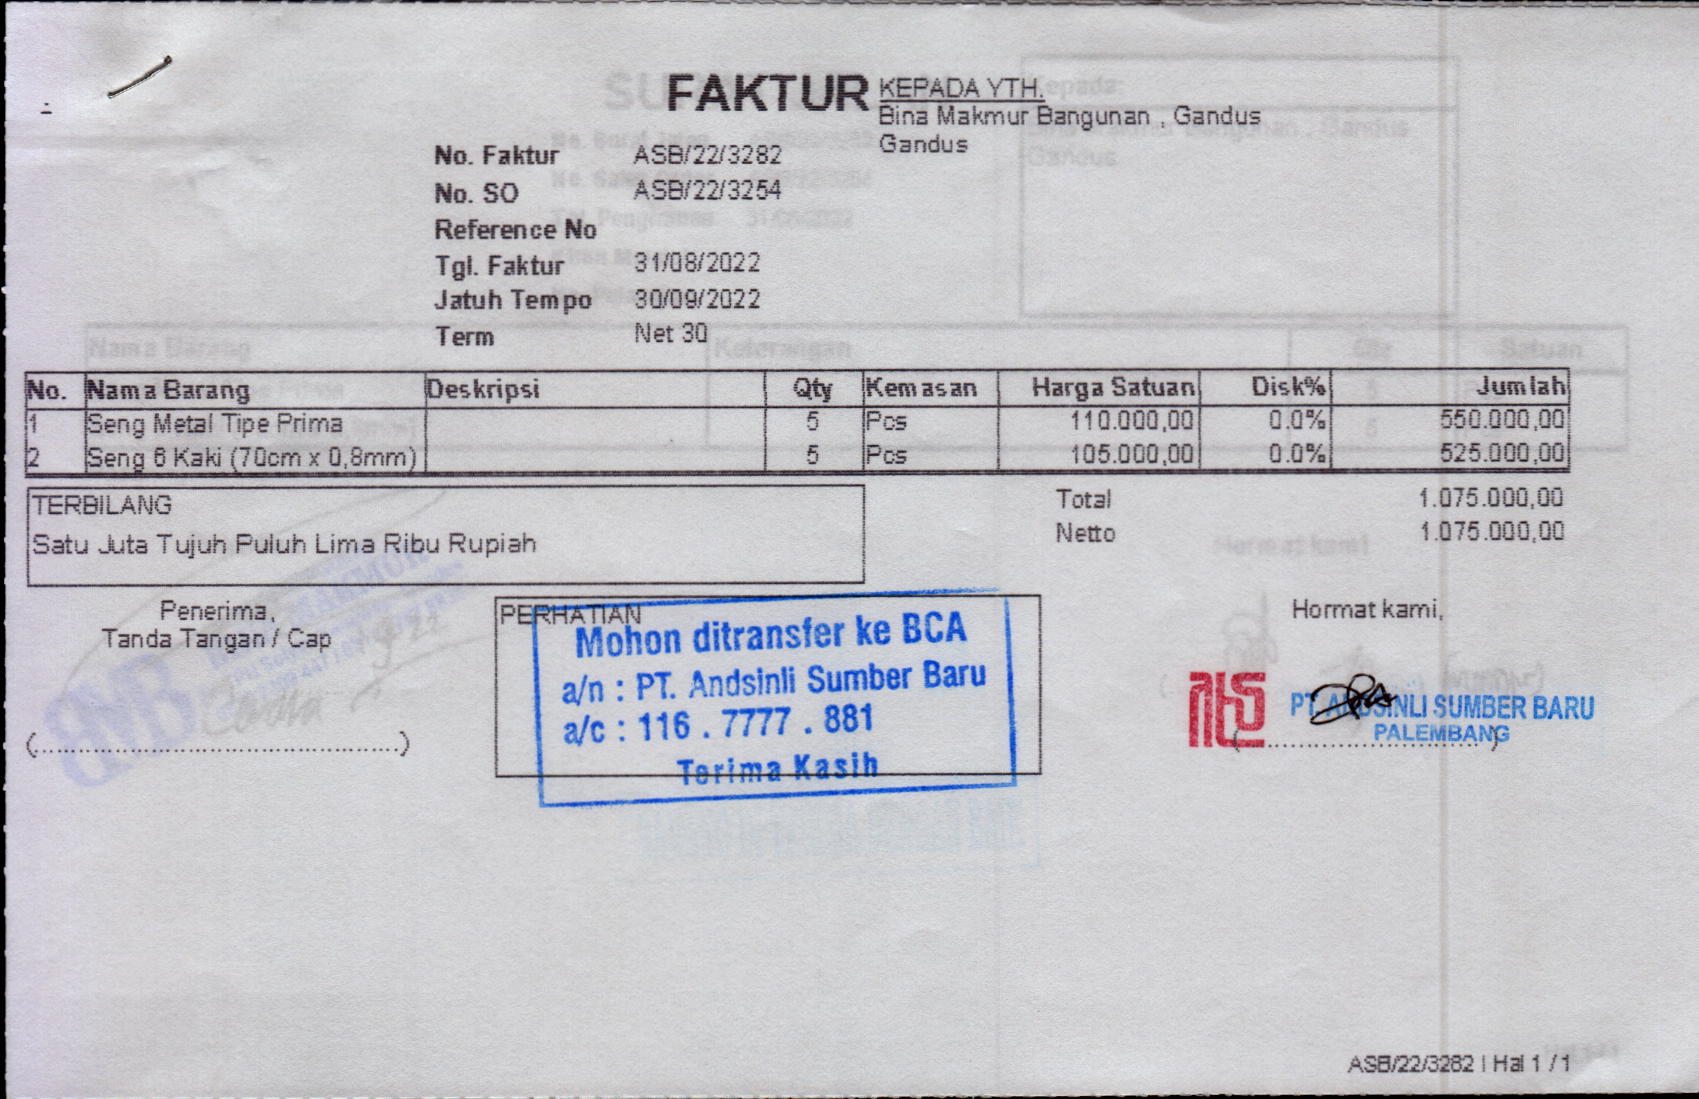 FAKTUR
KEPADA YTH.
Bina Makmur Bangunan , Gandus
Gandus
No. Faktur ASB/22/3282
No. SO ASB/22/3254
Reference No
Tgl. Faktur 31/08/2022
Jatuh Tempo 30/09/2022
Term Net 30
No. Nama Barang Deskripsi Qty Kemasan Harga Satuan Disk% Jumlah
1 Seng Metal Tipe Prima 5 Pcs 110.000,00 0.0% 550.000,00
2 Seng 6 Kaki (70cm x 0,8mm) 5 Pcs 105.000,00 0.0% 525.000,00
TERBILANG
Satu Juta Tujuh Puluh Lima Ribu Rupiah
Total 1.075.000,00
Netto 1.075.000,00
Penerima,
Tanda Tangan / Cap
(..........................................)
PERHATIAN
Mohon ditransfer ke BCA
a/n : PT. Andsinli Sumber Baru
a/c : 116 . 7777 . 881
Terima Kasih
Hormat kami,
PT. ANDSINLI SUMBER BARU
PALEMBANG
(..........................)
ASB/22/3282 | Hal 1 / 1